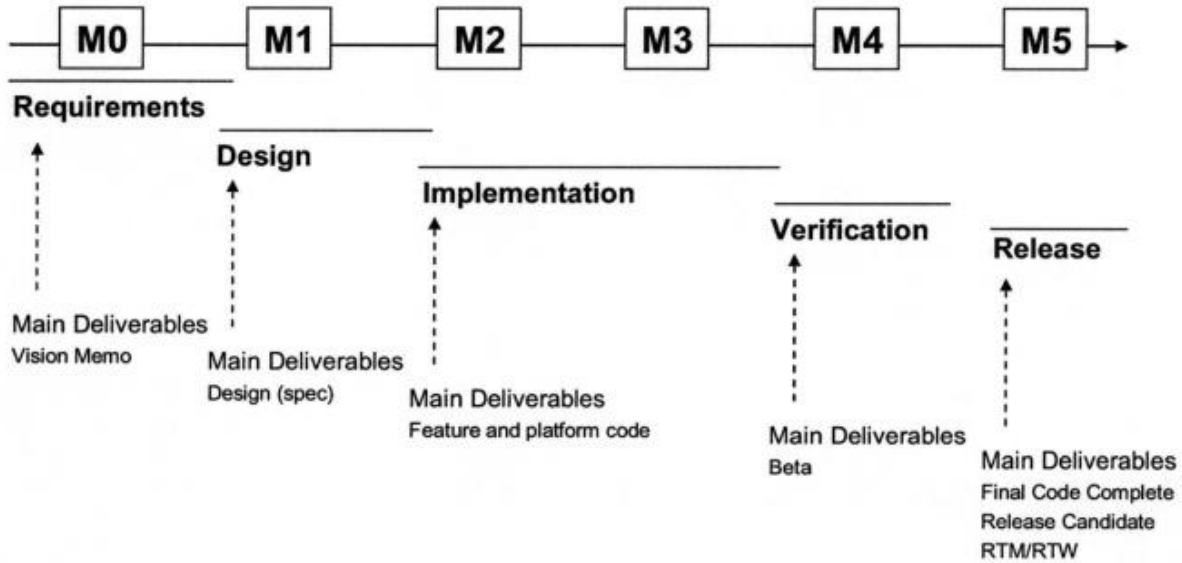 M0 M1 M2 M3 M4 M5
Requirements
Design
Implementation
Verification
Release
Main Deliverables
Vision Memo
Main Deliverables
Design (spec)
Main Deliverables
Feature and platform code
Main Deliverables
Beta
Main Deliverables
Final Code Complete
Release Candidate
RTM/RTW